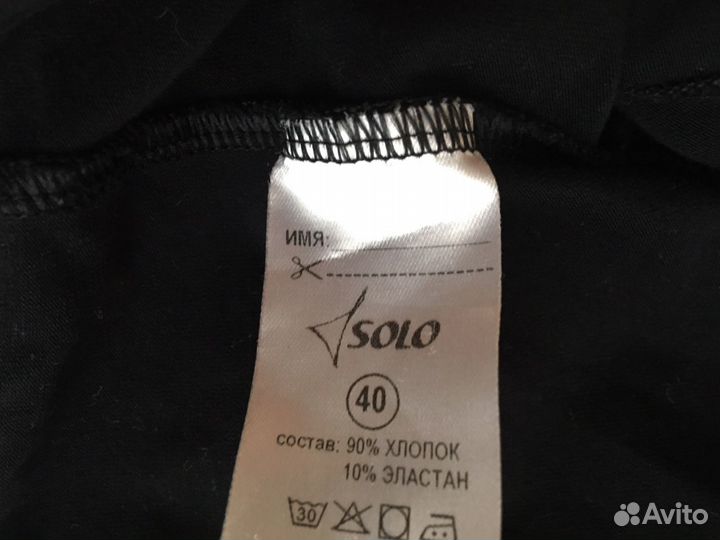 ИМЯ:
SOLO
40
состав: 90% ХЛОПОК
10% ЭЛАСТАН
30
Avito